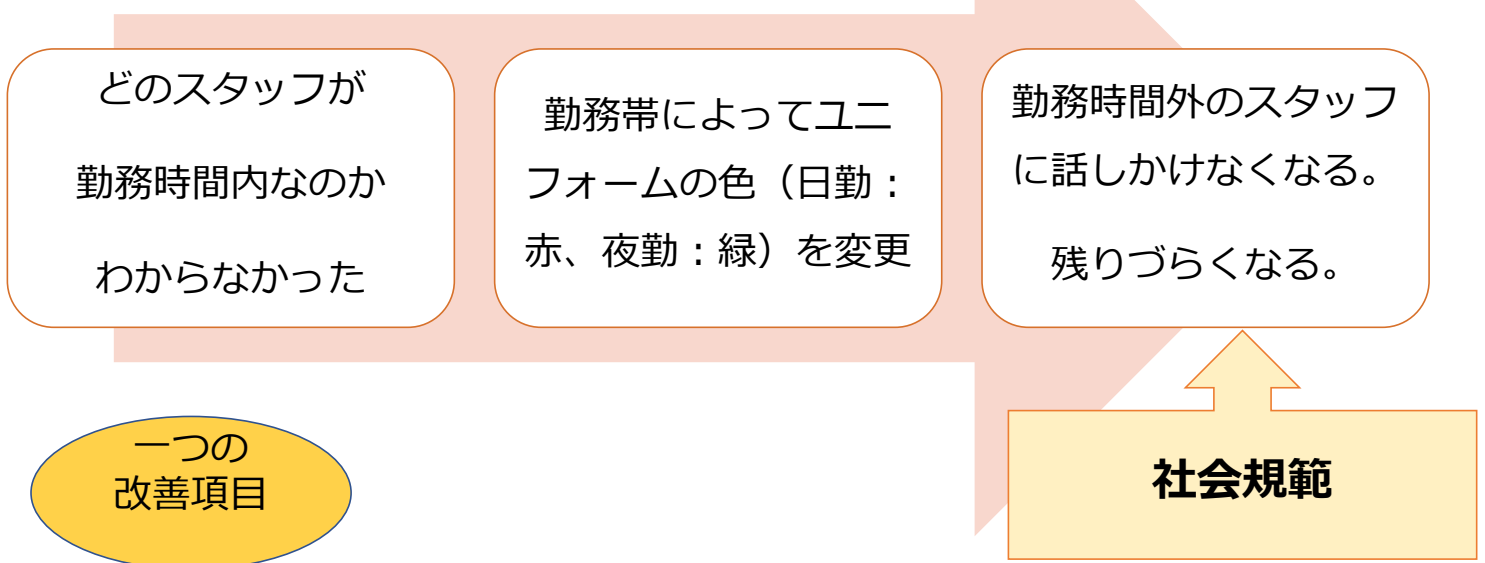 どのスタッフが
勤務時間内なのか
わからなかった
勤務帯によってユニ
フォームの色（日勤：
赤、夜勤：緑）を変更
勤務時間外のスタッフ
に話しかけなくなる。
残りづらくなる。
一つの
改善項目
社会規範